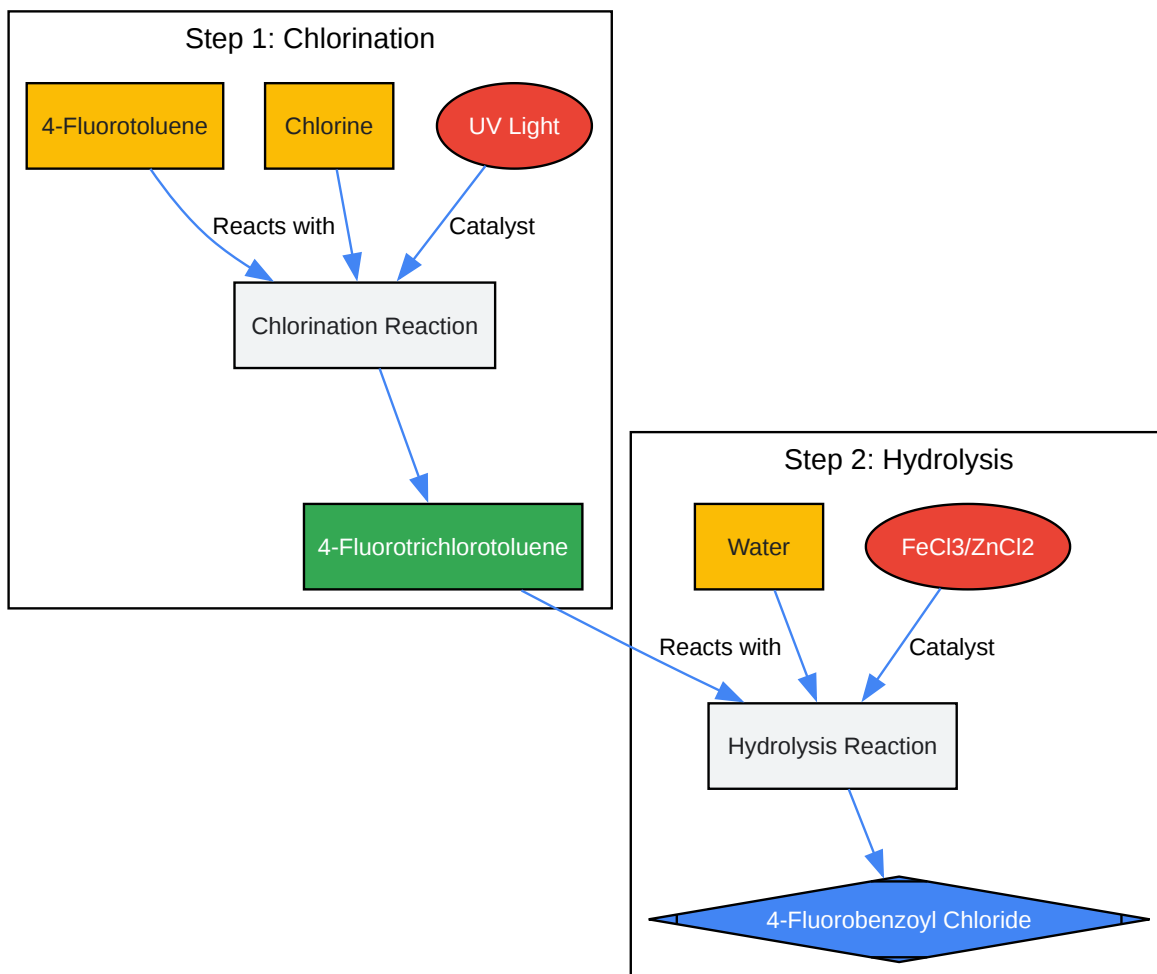 Step 1: Chlorination
4-Fluorotoluene
Chlorine
UV Light
Reacts with
Catalyst
Chlorination Reaction
4-Fluorotrichlorotoluene
Step 2: Hydrolysis
Water
FeCl3/ZnCl2
Reacts with
Catalyst
Hydrolysis Reaction
4-Fluorobenzoyl Chloride